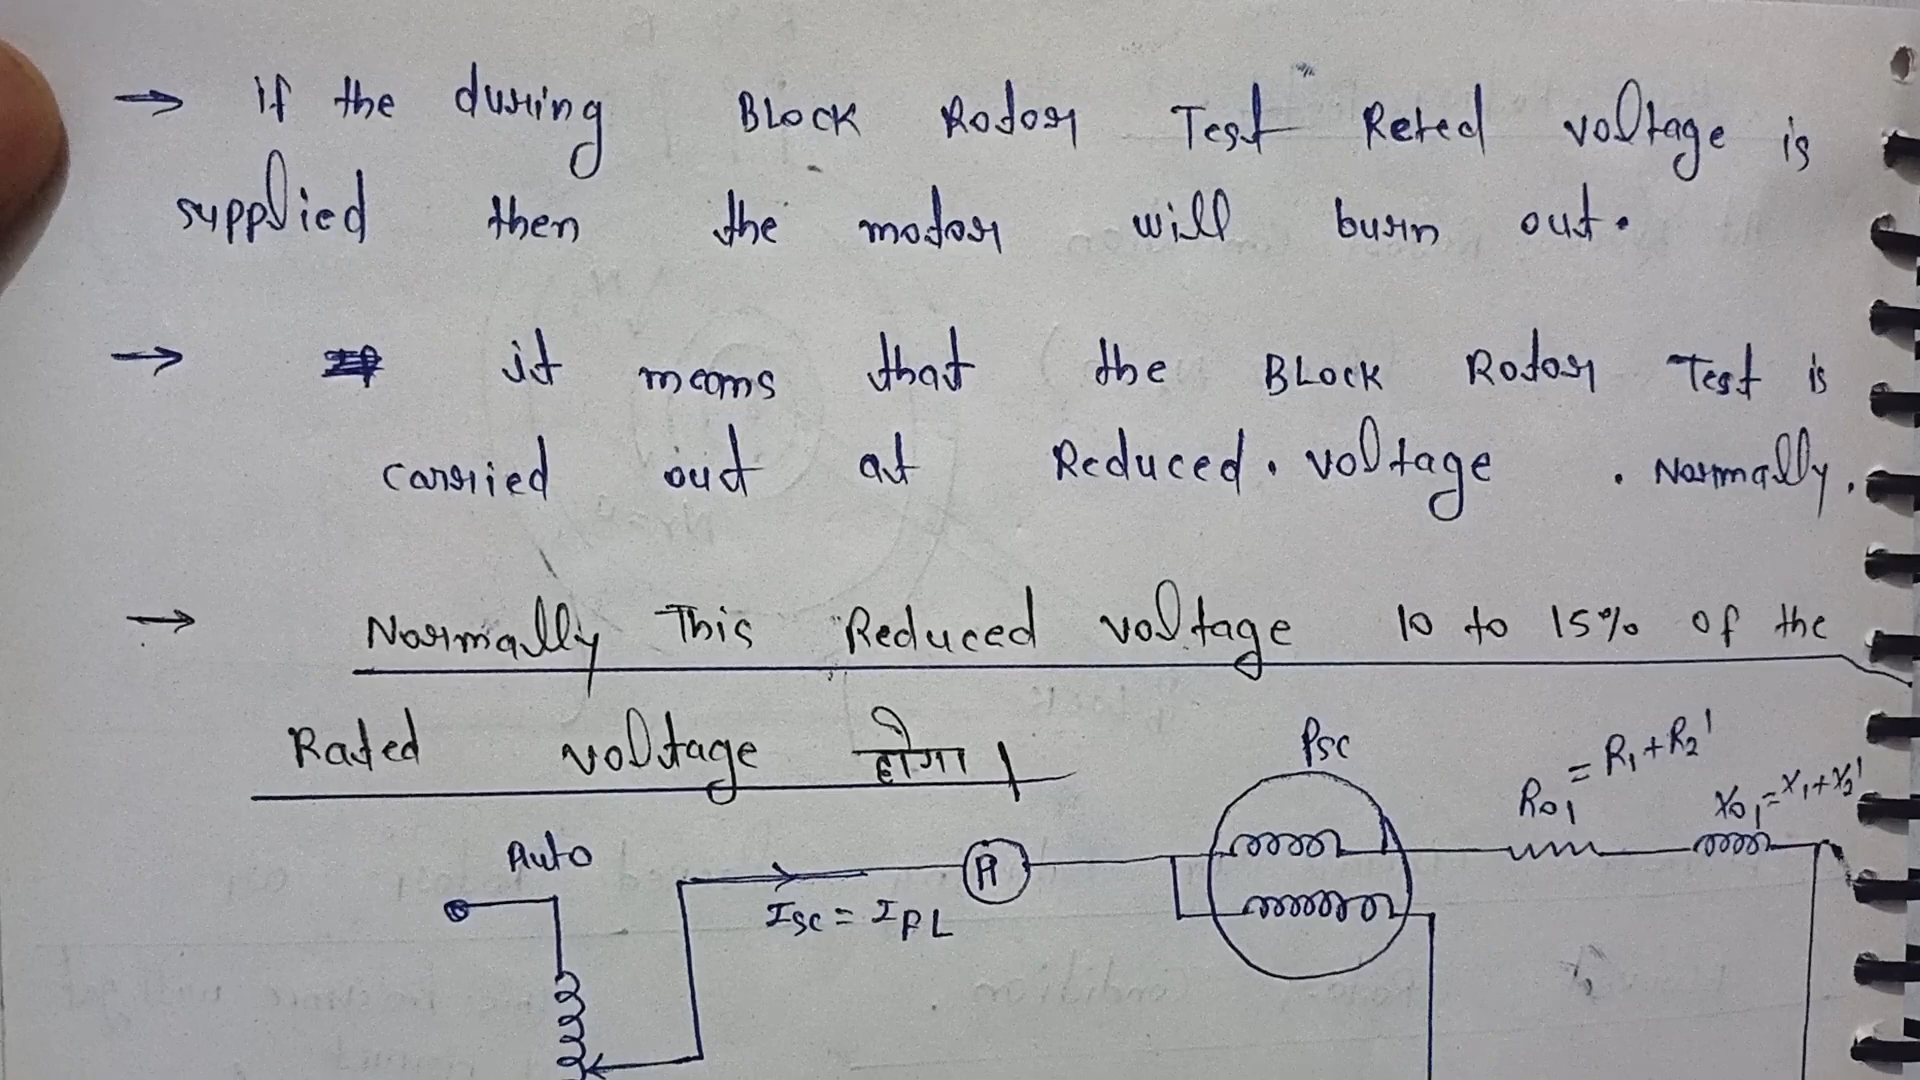 → if the during BLOCK Rotor Test Reted voltage is
supplied then the motor will burn out.
→ it means that the BLOCK Rotor Test is
carried out at Reduced. voltage . Normally.
→ Normally This Reduced voltage 10 to 15% of the
Rated voltage होगा ।
Psc
R01 = R1 + R2'
X01 = X1 + X2'
Auto
A
Isc = IFL